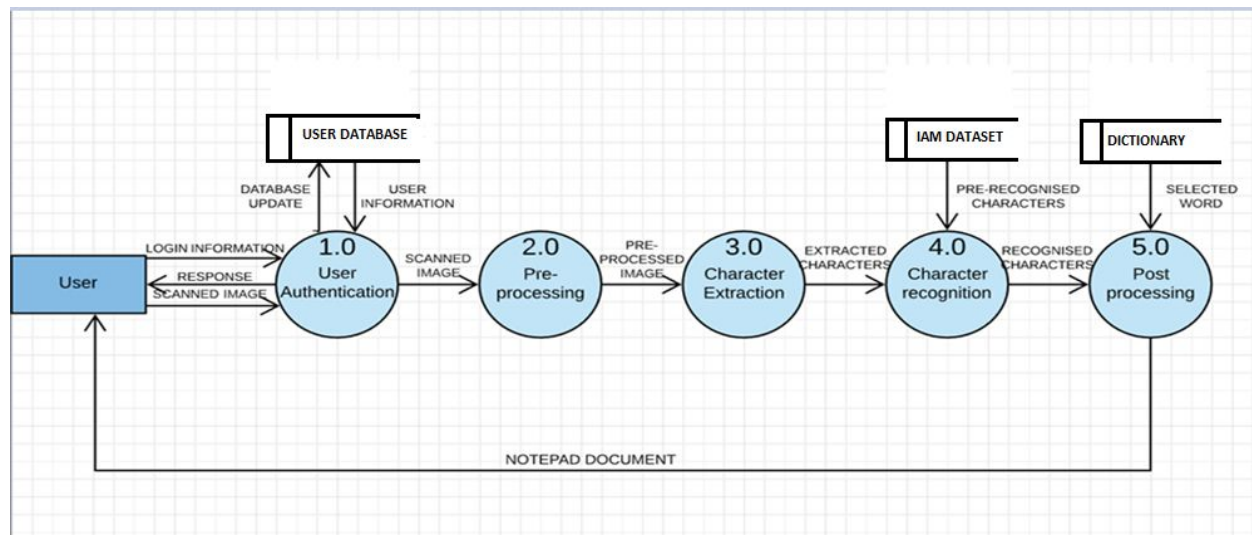 USER DATABASE
IAM DATASET
DICTIONARY
DATABASE
UPDATE
USER
INFORMATION
PRE-RECOGNISED
CHARACTERS
SELECTED
WORD
LOGIN INFORMATION
RESPONSE
SCANNED IMAGE
User
1.0
User
Authentication
SCANNED
IMAGE
2.0
Pre-
processing
PRE-
PROCESSED
IMAGE
3.0
Character
Extraction
EXTRACTED
CHARACTERS
4.0
Character
recognition
RECOGNISED
CHARACTERS
5.0
Post
processing
NOTEPAD DOCUMENT